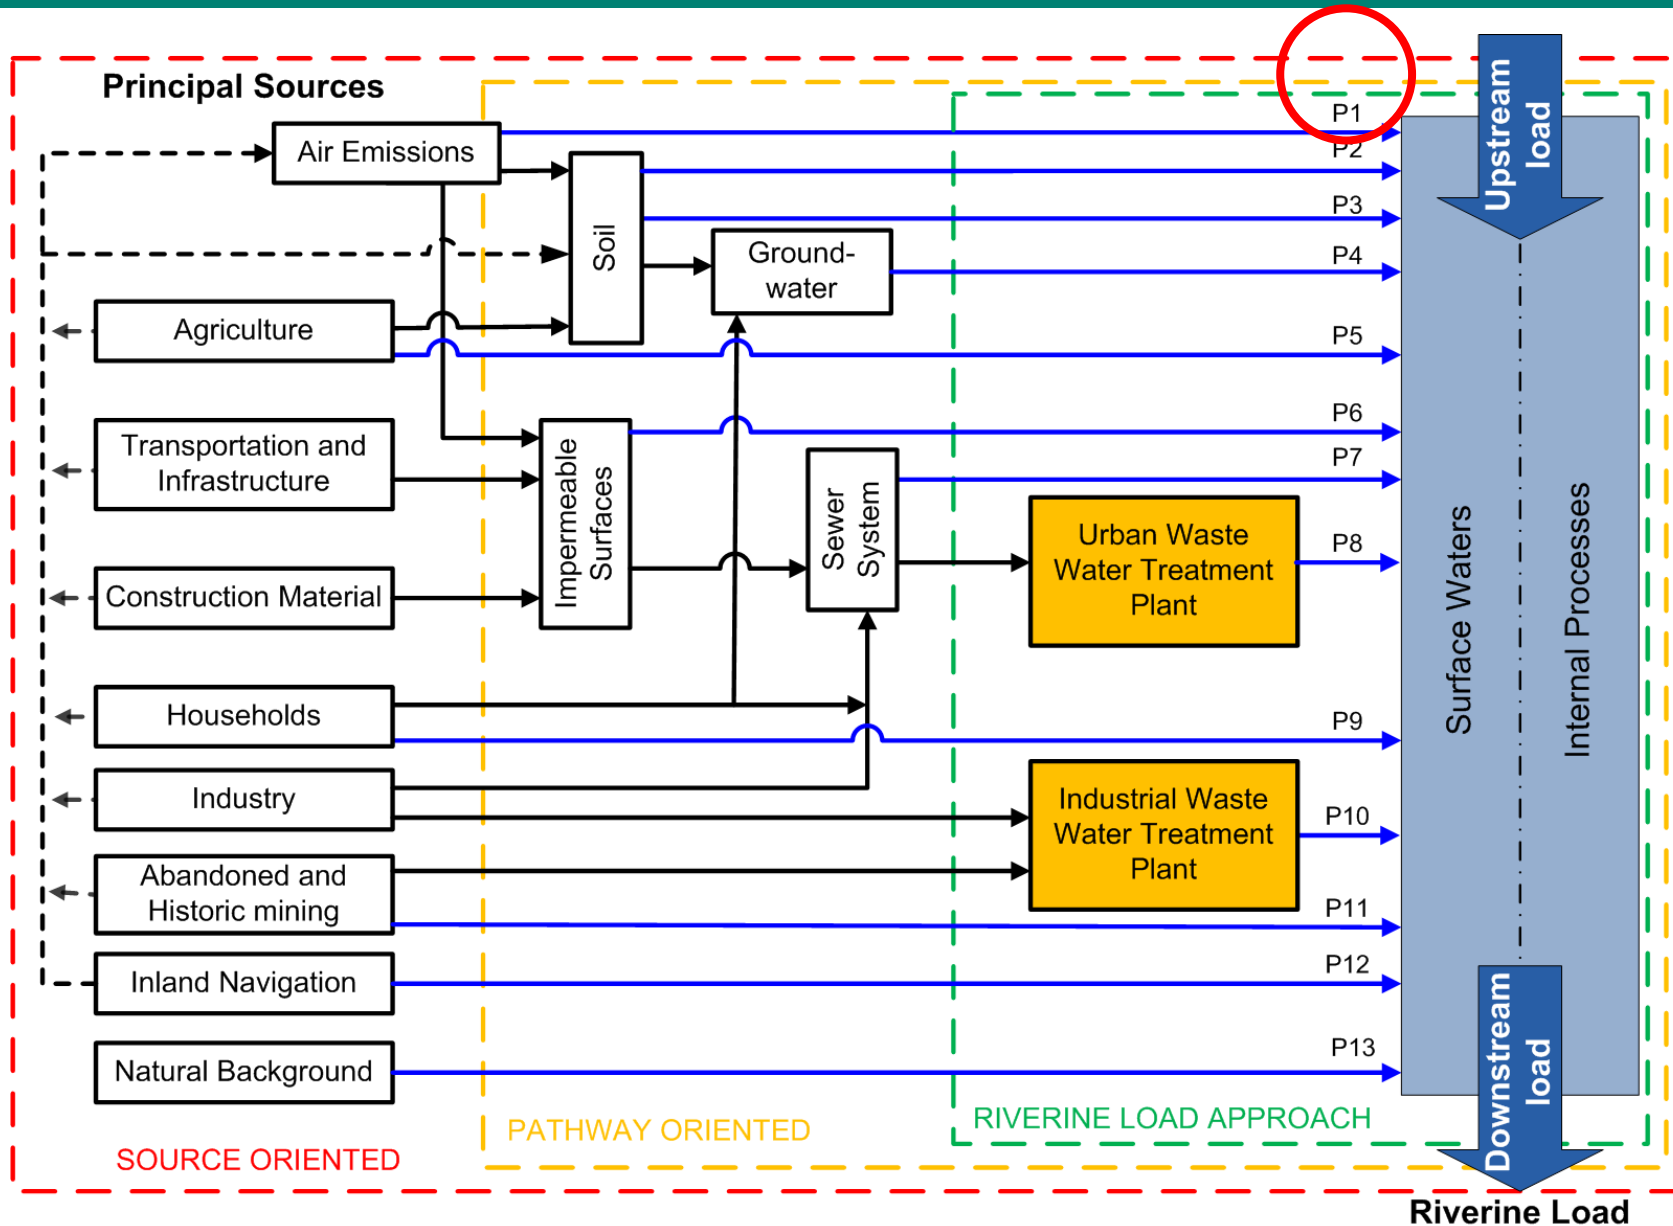 Principal Sources
Upstream
load
P1
Air Emissions
P2
P3
Soil
Ground-
water
P4
Agriculture
P5
Transportation and
Infrastructure
P6
Impermeable
Surfaces
P7
Sewer
System
Urban Waste
Water Treatment
Plant
P8
Construction Material
Surface Waters
Internal Processes
Households
P9
Industry
Industrial Waste
Water Treatment
Plant
P10
Abandoned and
Historic mining
P11
Inland Navigation
P12
Natural Background
P13
Downstream
load
RIVERINE LOAD APPROACH
PATHWAY ORIENTED
SOURCE ORIENTED
Riverine Load